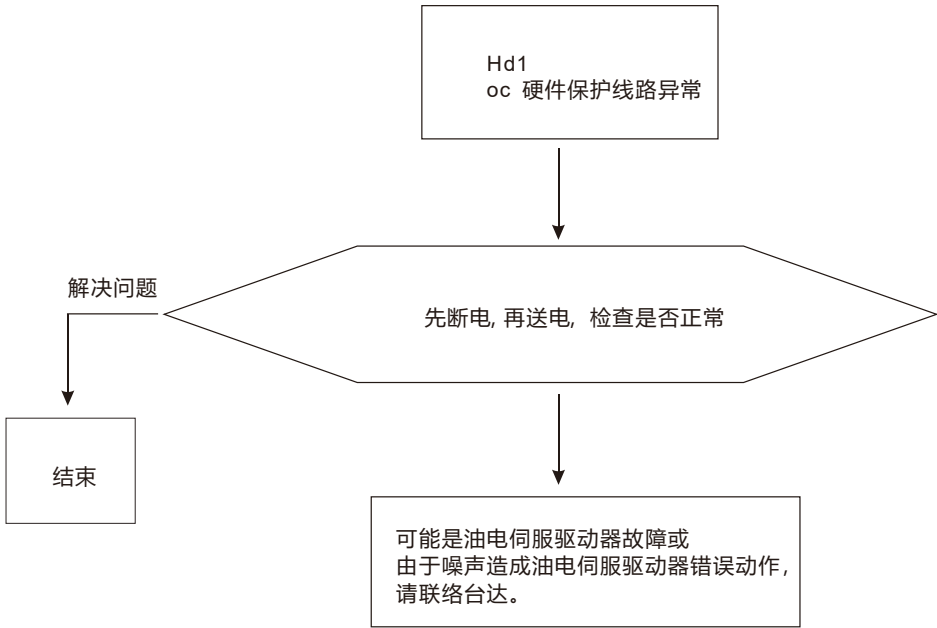 Hd1
oc 硬件保护线路异常
解决问题
先断电, 再送电, 检查是否正常
结束
可能是油电伺服驱动器故障或
由于噪声造成油电伺服驱动器错误动作,
请联络台达。